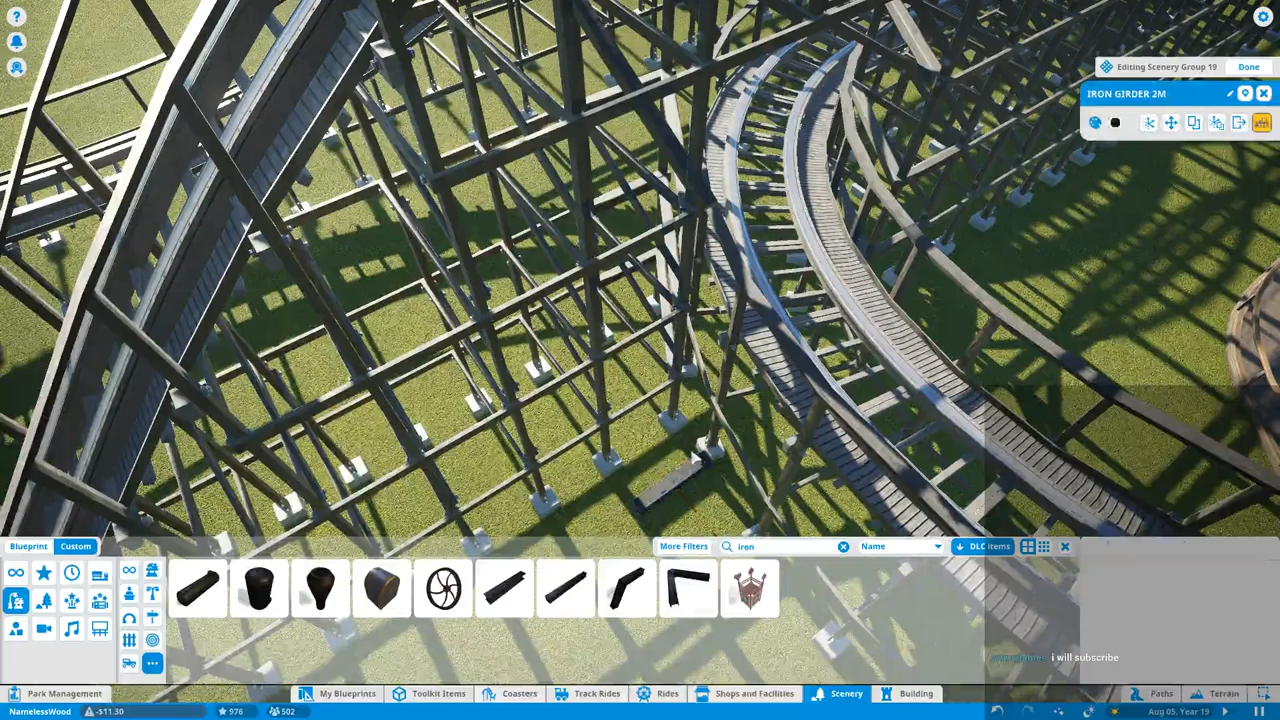 Editing Scenery Group 19 Done
IRON GIRDER 2M
Blueprint Custom
More Filters iron Name DLC items
i will subscribe
Park Management My Blueprints Toolkit Items Coasters Track Rides Rides Shops and Facilities Scenery Building Paths Terrain
NamelessWood -$11.30 976 502 Aug 05, Year 19